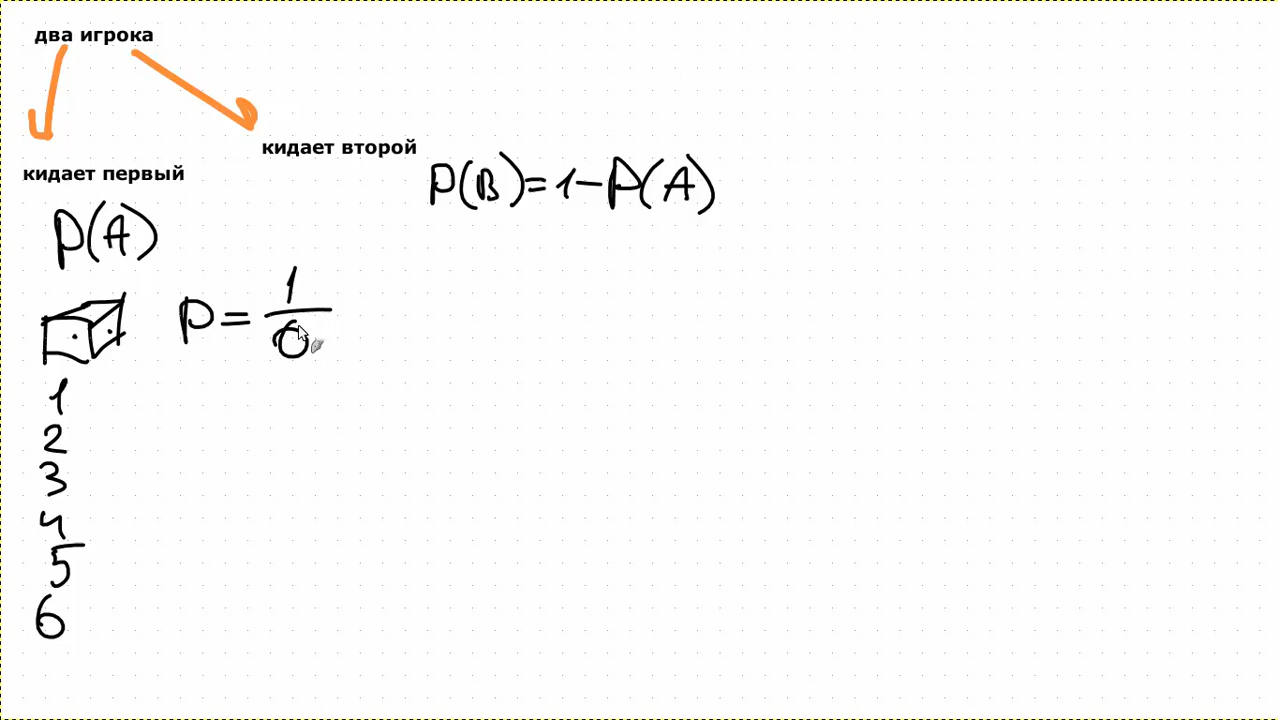 два игрока
кидает второй
кидает первый
P(B)=1-P(A)
P(A)
P = 1/6
1
2
3
4
5
6